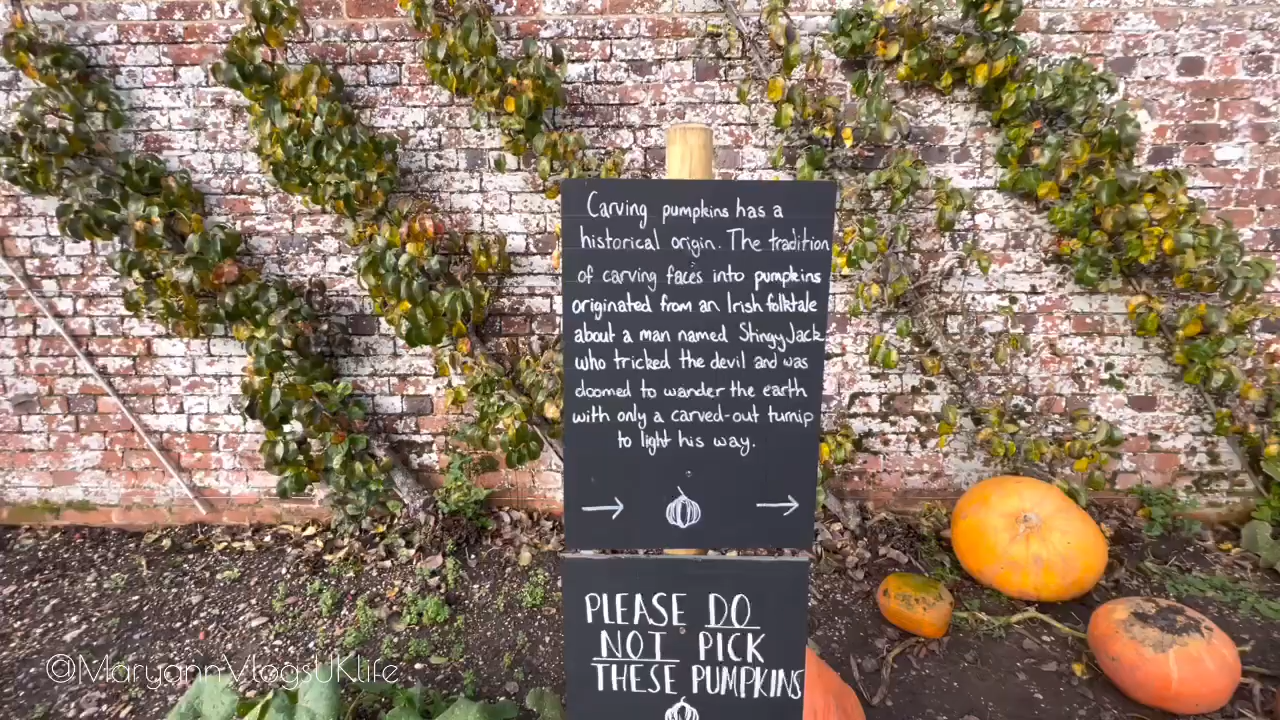 Carving pumpkins has a
historical origin. The tradition
of carving faces into pumpkins
originated from an Irish folktale
about a man named Stingy Jack
who tricked the devil and was
doomed to wander the earth
with only a carved-out turnip
to light his way.
PLEASE DO
NOT PICK
THESE PUMPKINS
©MaryannVlogsUKlife